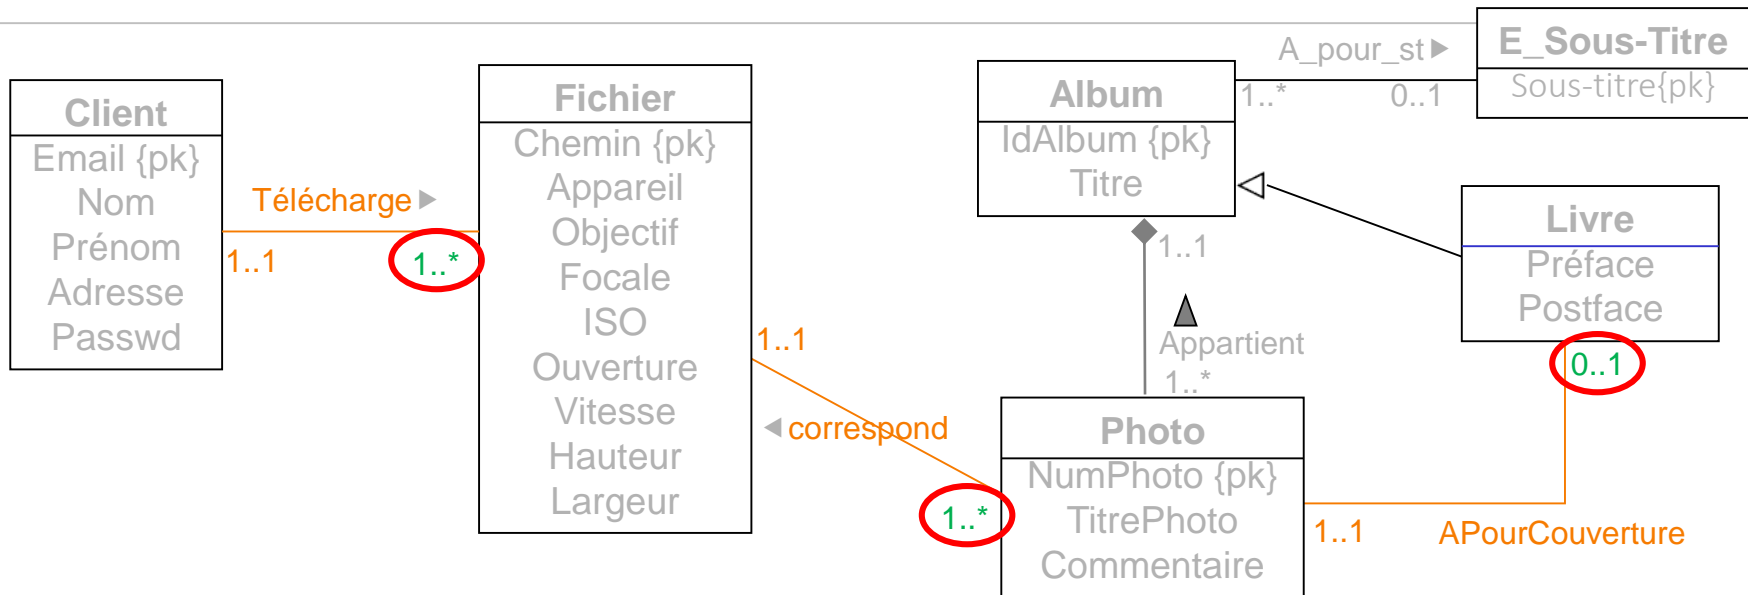 Client
Email {pk}
Nom
Prénom
Adresse
Passwd
Télécharge
1..1
1..*
Fichier
Chemin {pk}
Appareil
Objectif
Focale
ISO
Ouverture
Vitesse
Hauteur
Largeur
1..1
correspond
1..*
Album
IdAlbum {pk}
Titre
A_pour_st
1..*
0..1
E_Sous-Titre
Sous-titre{pk}
1..1
Appartient
1..*
Livre
Préface
Postface
0..1
Photo
NumPhoto {pk}
TitrePhoto
Commentaire
1..1
APourCouverture